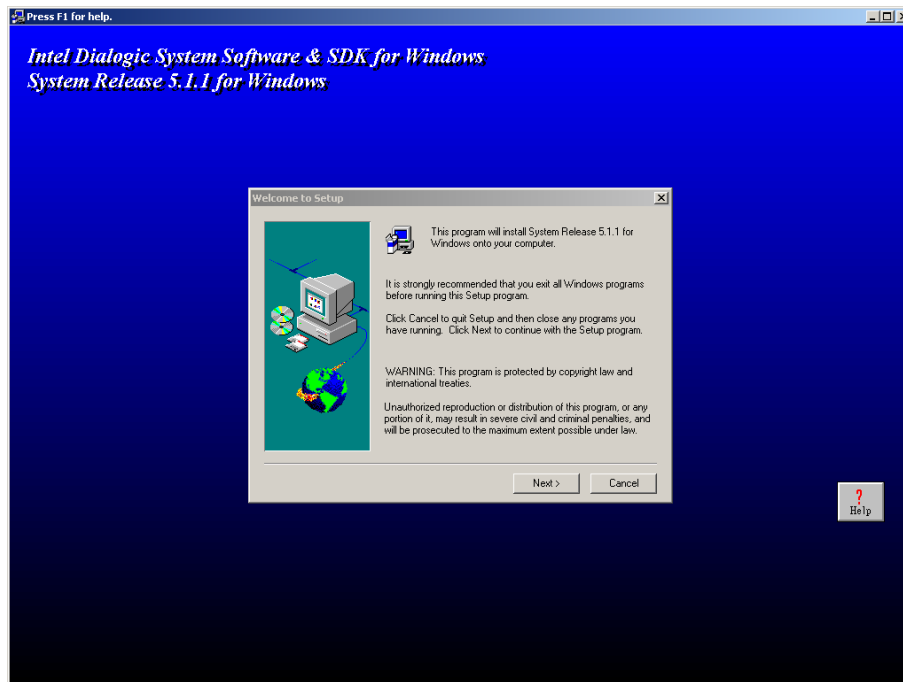 Press F1 for help.
Intel Dialogic System Software & SDK for Windows
System Release 5.1.1 for Windows
Welcome to Setup
This program will install System Release 5.1.1 for
Windows onto your computer.
It is strongly recommended that you exit all Windows programs
before running this Setup program.
Click Cancel to quit Setup and then close any programs you
have running. Click Next to continue with the Setup program.
WARNING: This program is protected by copyright law and
international treaties.
Unauthorized reproduction or distribution of this program, or any
portion of it, may result in severe civil and criminal penalties, and
will be prosecuted to the maximum extent possible under law.
Next >
Cancel
?
Help